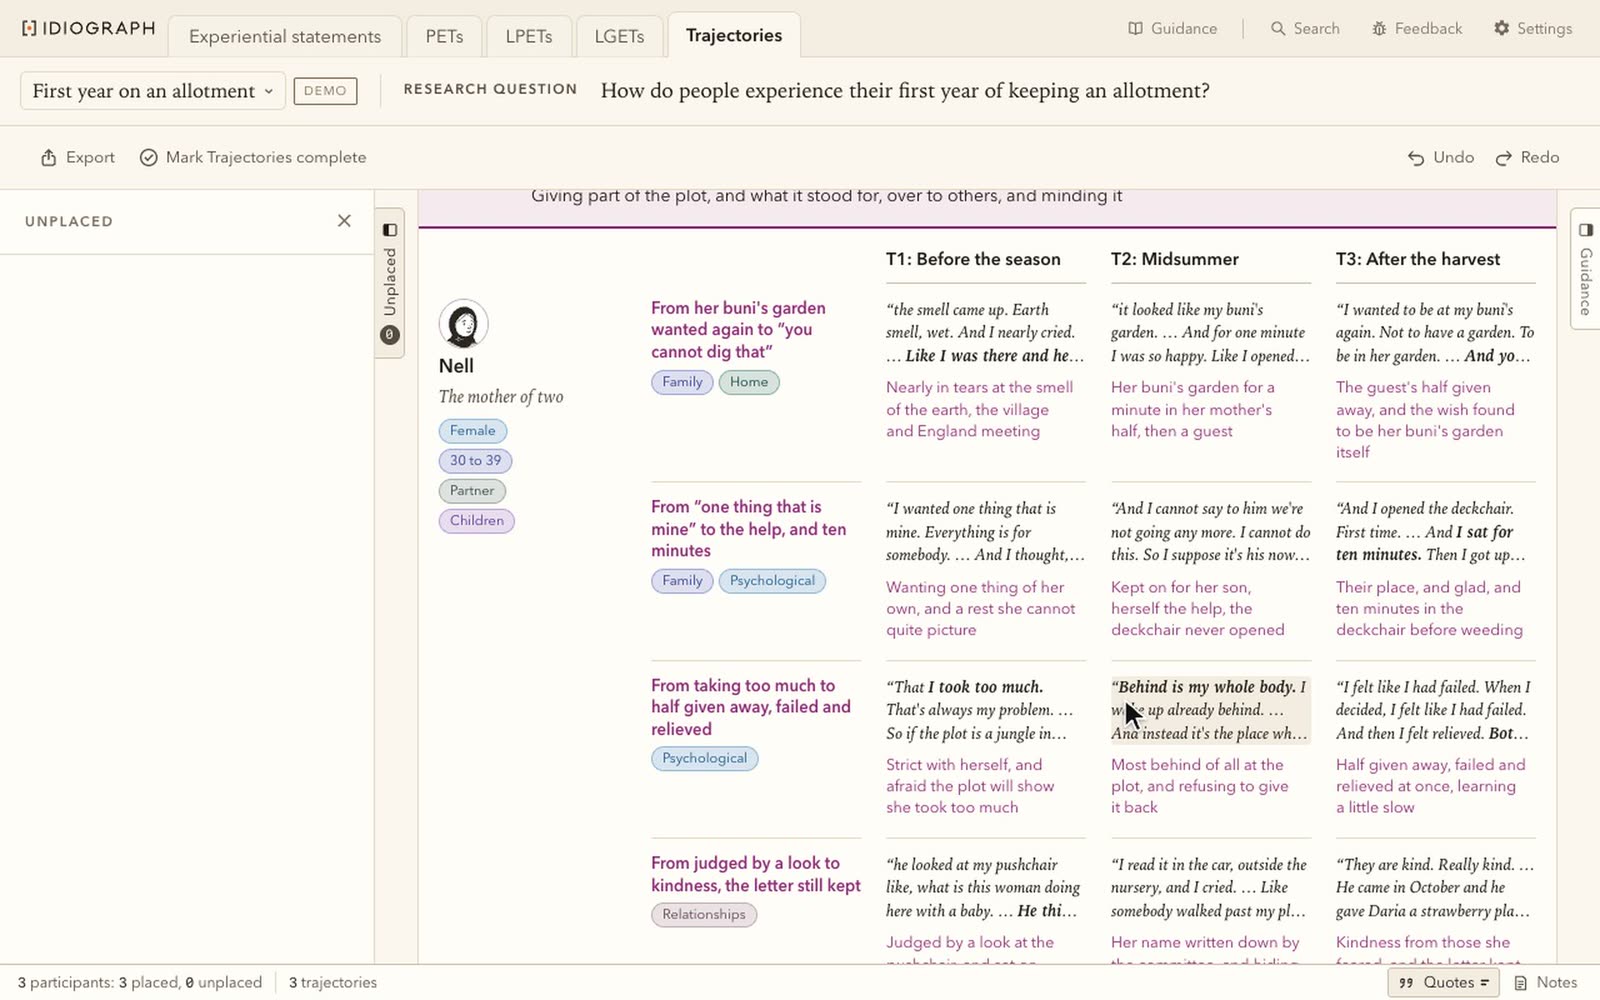 IDIOGRAPH
Experiential statements
PETs
LPETs
LGETs
Trajectories
Guidance
Search
Feedback
Settings
First year on an allotment
DEMO
RESEARCH QUESTION
How do people experience their first year of keeping an allotment?
Export
Mark Trajectories complete
Undo
Redo
UNPLACED
Unplaced
0
Guidance
Giving part of the plot, and what it stood for, over to others, and minding it
T1: Before the season
T2: Midsummer
T3: After the harvest
Nell
The mother of two
Female
30 to 39
Partner
Children
From her buni's garden
wanted again to “you
cannot dig that”
Family
Home
“the smell came up. Earth
smell, wet. And I nearly cried.
… Like I was there and he…
Nearly in tears at the smell
of the earth, the village
and England meeting
“it looked like my buni's
garden. … And for one minute
I was so happy. Like I opened…
Her buni's garden for a
minute in her mother's
half, then a guest
“I wanted to be at my buni's
again. Not to have a garden. To
be in her garden. … And yo…
The guest's half given
away, and the wish found
to be her buni's garden
itself
From “one thing that is
mine” to the help, and ten
minutes
Family
Psychological
“I wanted one thing that is
mine. Everything is for
somebody. … And I thought,…
Wanting one thing of her
own, and a rest she cannot
quite picture
“And I cannot say to him we're
not going any more. I cannot do
this. So I suppose it's his now…
Kept on for her son,
herself the help, the
deckchair never opened
“And I opened the deckchair.
First time. … And I sat for
ten minutes. Then I got up…
Their place, and glad, and
ten minutes in the
deckchair before weeding
From taking too much to
half given away, failed and
relieved
Psychological
“That I took too much.
That's always my problem. …
So if the plot is a jungle in…
Strict with herself, and
afraid the plot will show
she took too much
“Behind is my whole body. I
up already behind. …
And instead it's the place wh…
Most behind of all at the
plot, and refusing to give
it back
“I felt like I had failed. When I
decided, I felt like I had failed.
And then I felt relieved. Bot…
Half given away, failed and
relieved at once, learning
a little slow
From judged by a look to
kindness, the letter still kept
Relationships
“he looked at my pushchair
like, what is this woman doing
here with a baby. … He thi…
Judged by a look at the
“I read it in the car, outside the
nursery, and I cried. … Like
somebody walked past my pl…
Her name written down by
“They are kind. Really kind. …
He came in October and he
gave Daria a strawberry pla…
Kindness from those she
3 participants: 3 placed, 0 unplaced
3 trajectories
Quotes
Notes